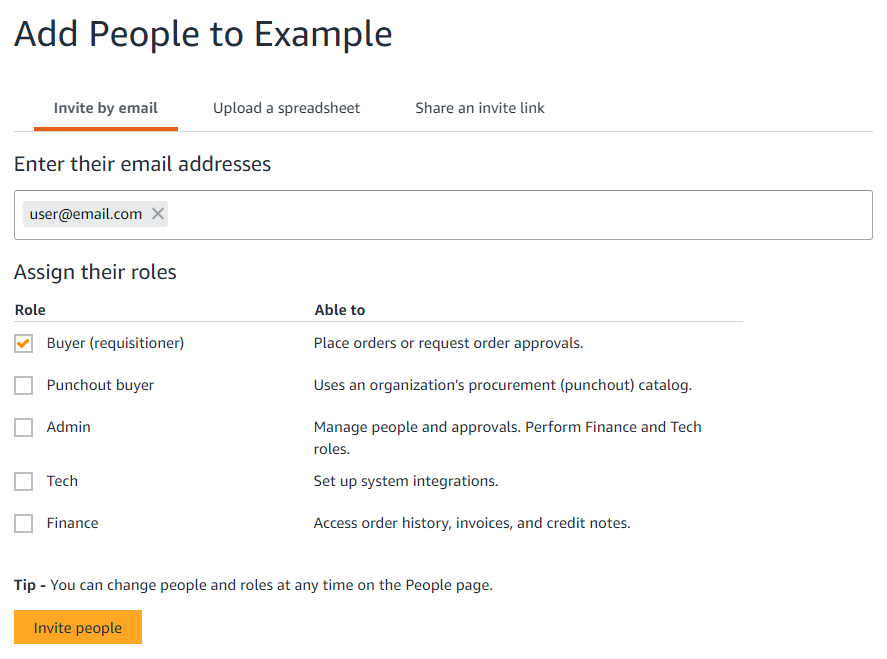 Add People to Example
Invite by email Upload a spreadsheet Share an invite link
Enter their email addresses
user@email.com
Assign their roles
Role Able to
Buyer (requisitioner) Place orders or request order approvals.
Punchout buyer Uses an organization's procurement (punchout) catalog.
Admin Manage people and approvals. Perform Finance and Tech
roles.
Tech Set up system integrations.
Finance Access order history, invoices, and credit notes.
Tip - You can change people and roles at any time on the People page.
Invite people